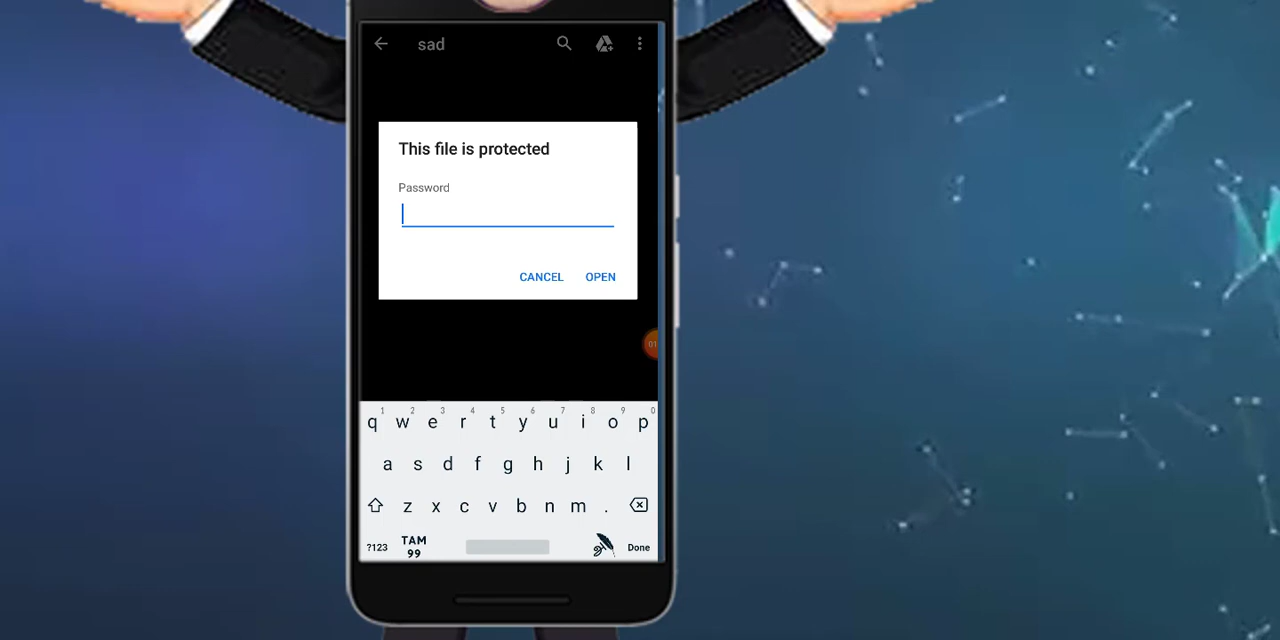 sad
This file is protected
Password
CANCEL OPEN
01
1 2 3 4 5 6 7 8 9 0
q w e r t y u i o p
a s d f g h j k l
z x c v b n m .
?123 TAM 99 Done